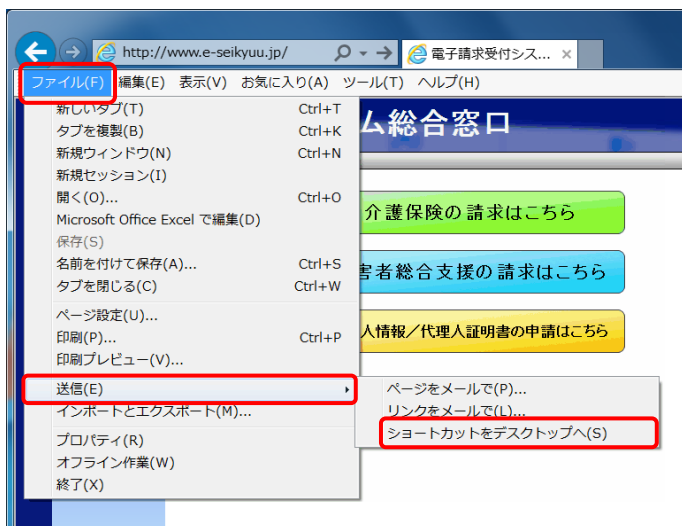 http://www.e-seikyuu.jp/
電子請求受付シス...
ファイル(F) 編集(E) 表示(V) お気に入り(A) ツール(T) ヘルプ(H)
ム総合窓口
新しいタブ(T) Ctrl+T
タブを複製(B) Ctrl+K
新規ウィンドウ(N) Ctrl+N
新規セッション(I)
開く(O)... Ctrl+O
Microsoft Office Excel で編集(D)
保存(S)
名前を付けて保存(A)... Ctrl+S
タブを閉じる(C) Ctrl+W
ページ設定(U)...
印刷(P)... Ctrl+P
印刷プレビュー(V)...
送信(E)
インポートとエクスポート(M)...
プロパティ(R)
オフライン作業(W)
終了(X)
介護保険の請求はこちら
害者総合支援の請求はこちら
人情報／代理人証明書の申請はこちら
ページをメールで(P)...
リンクをメールで(L)...
ショートカットをデスクトップへ(S)